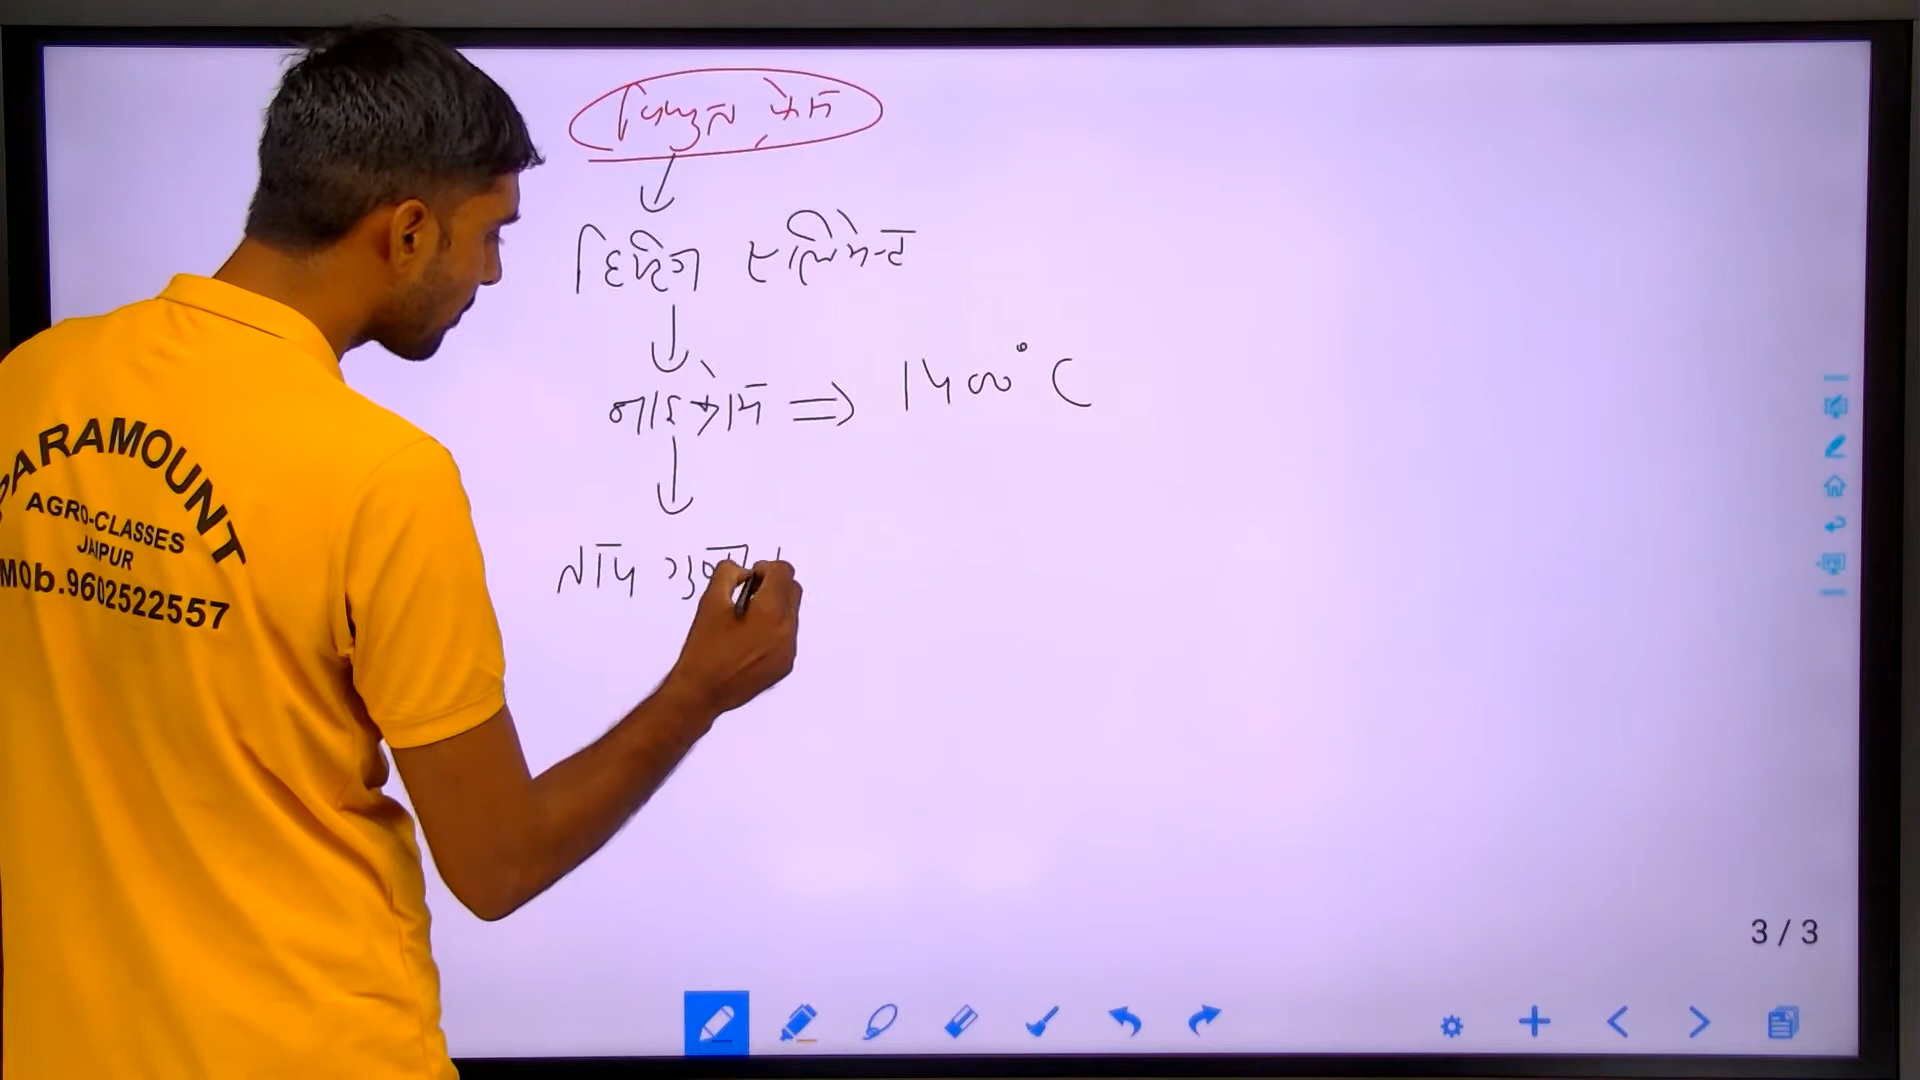 विद्युत प्रेस
हिटिंग एलिमेन्ट
नाइक्रोम ⇒ 1400°C
ताप
PARAMOUNT
AGRO-CLASSES
JAIPUR
MOb.9602522557
3 / 3